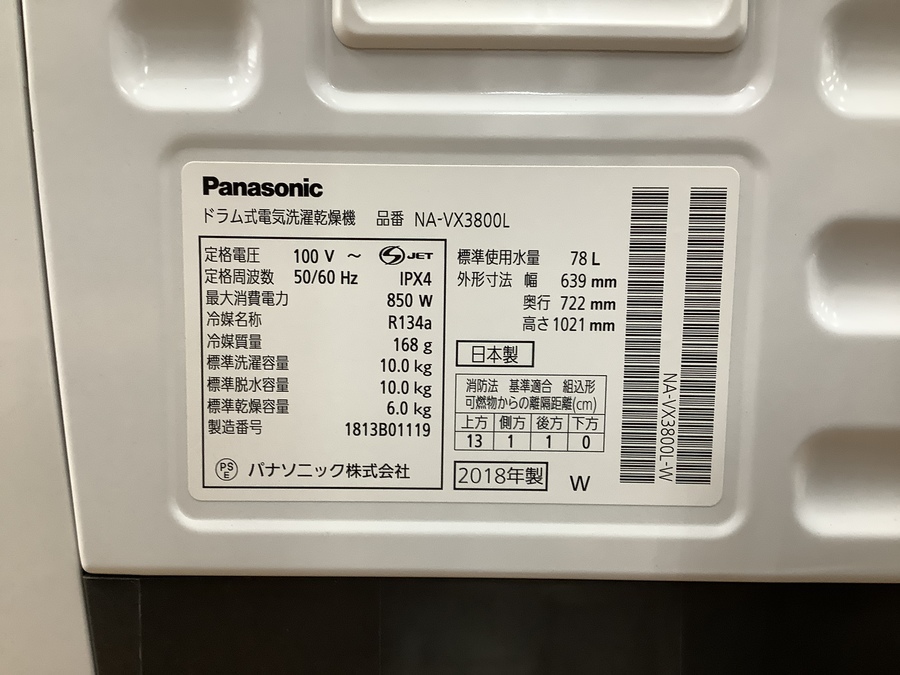 Panasonic
ドラム式電気洗濯乾燥機 品番 NA-VX3800L
定格電圧 100 V ～ S JET
定格周波数 50/60 Hz IPX4
最大消費電力 850 W
冷媒名称 R134a
冷媒質量 168 g
標準洗濯容量 10.0 kg
標準脱水容量 10.0 kg
標準乾燥容量 6.0 kg
製造番号 1813B01119
PS E パナソニック株式会社
標準使用水量 78 L
外形寸法 幅 639 mm
奥行 722 mm
高さ 1021 mm
日本製
消防法 基準適合 組込形
可燃物からの離隔距離(cm)
上方 側方 後方 下方
13 1 1 0
2018年製 W
NA-VX3800L-W